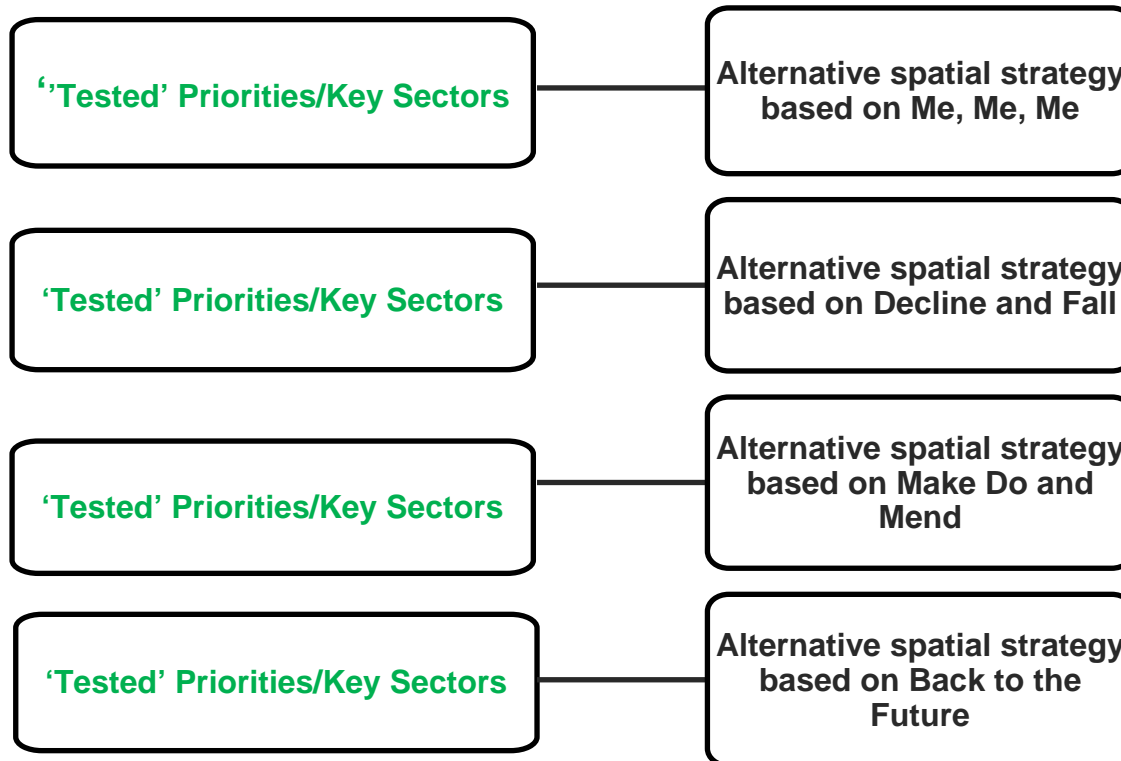 ‘’Tested’ Priorities/Key Sectors
Alternative spatial strategy
based on Me, Me, Me
‘Tested’ Priorities/Key Sectors
Alternative spatial strategy
based on Decline and Fall
‘Tested’ Priorities/Key Sectors
Alternative spatial strategy
based on Make Do and
Mend
‘Tested’ Priorities/Key Sectors
Alternative spatial strategy
based on Back to the
Future